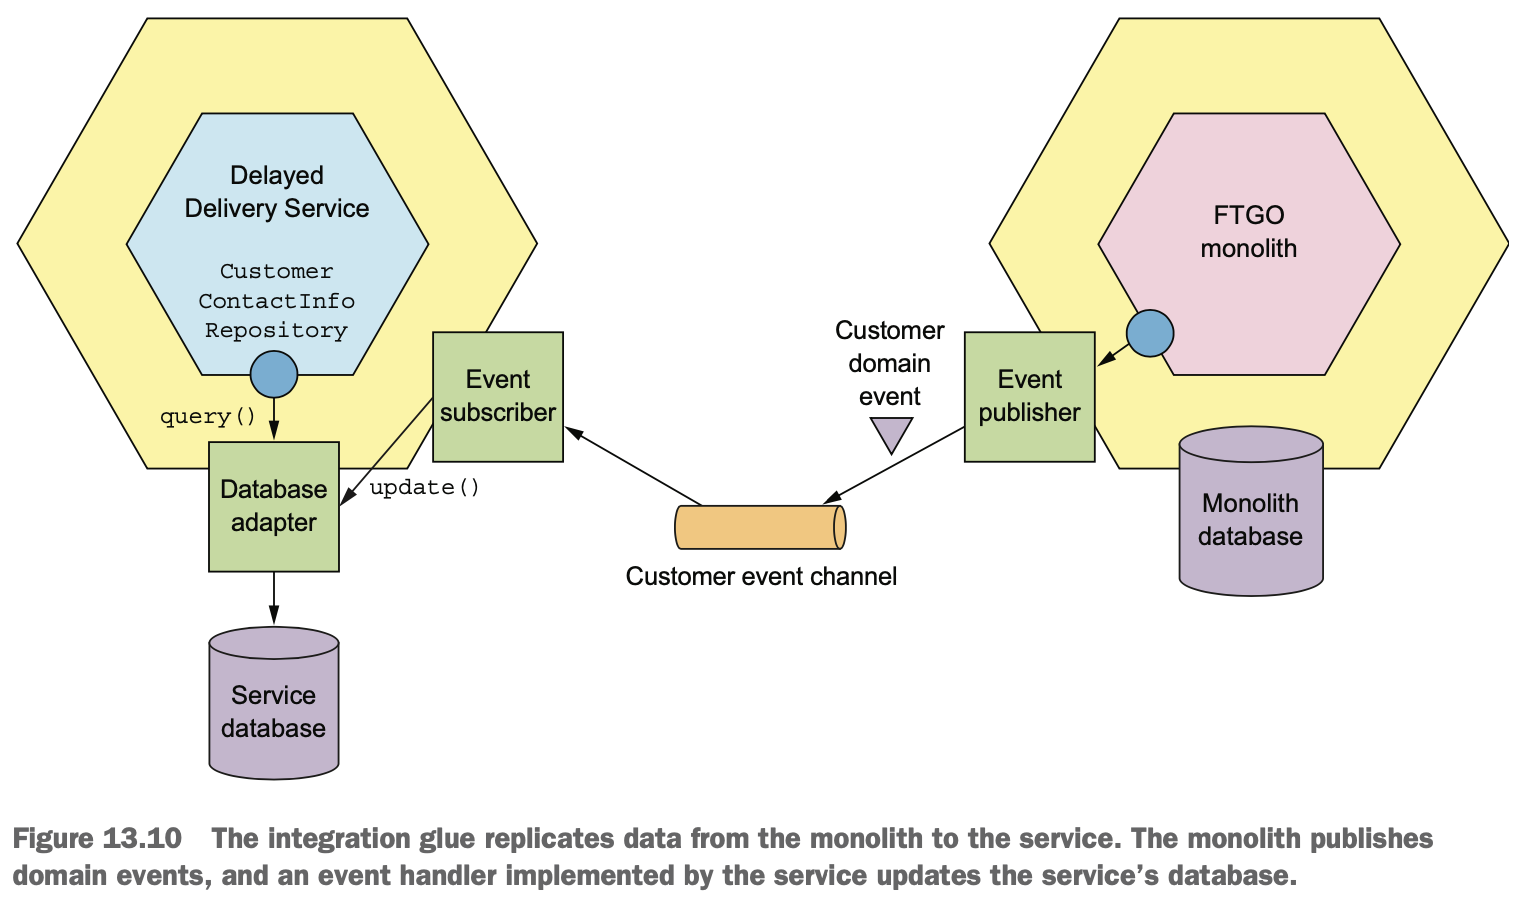 Delayed
Delivery Service
Customer
ContactInfo
Repository
query()
Event
subscriber
update()
Database
adapter
Service
database
Customer event channel
Customer
domain
event
Event
publisher
FTGO
monolith
Monolith
database
Figure 13.10 The integration glue replicates data from the monolith to the service. The monolith publishes
domain events, and an event handler implemented by the service updates the service’s database.